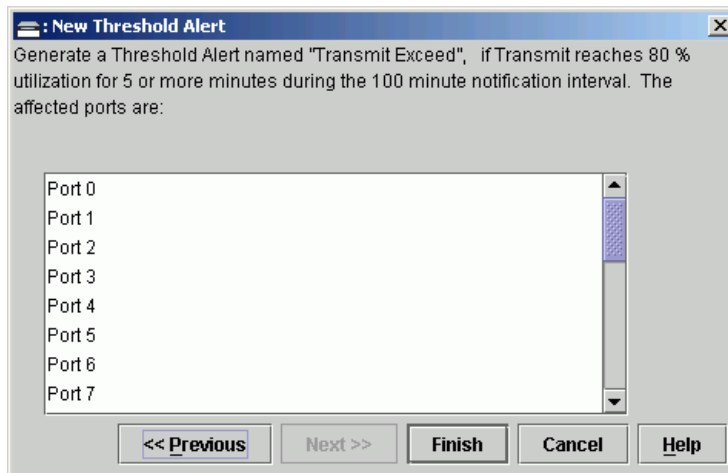 : New Threshold Alert
Generate a Threshold Alert named "Transmit Exceed",   if Transmit reaches 80 %
utilization for 5 or more minutes during the 100 minute notification interval.  The
affected ports are:
Port 0
Port 1
Port 2
Port 3
Port 4
Port 5
Port 6
Port 7
<< Previous
Next >>
Finish
Cancel
Help